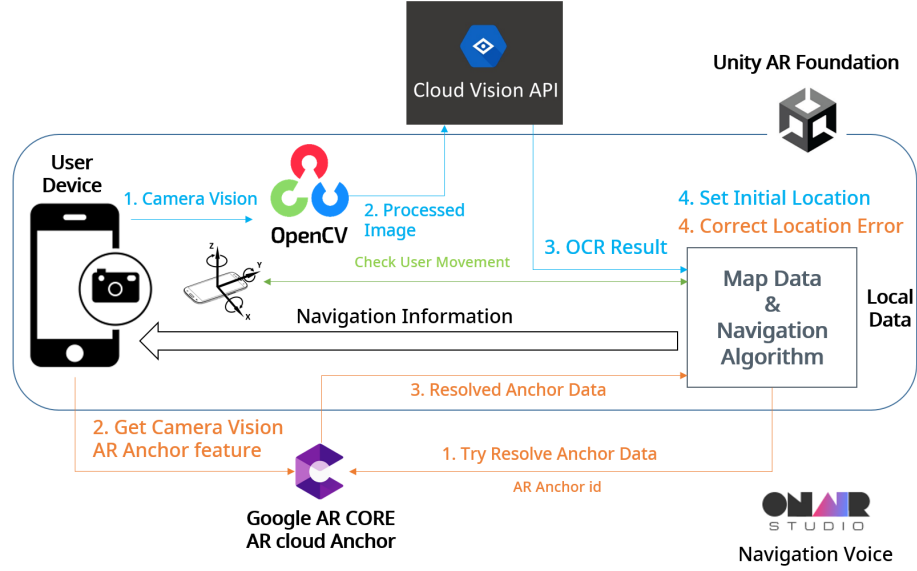 Cloud Vision API
Unity AR Foundation
User
Device
1. Camera Vision
OpenCV
2. Processed
Image
4. Set Initial Location
4. Correct Location Error
3. OCR Result
Check User Movement
Z
Y
X
Map Data
&
Navigation
Algorithm
Local
Data
Navigation Information
3. Resolved Anchor Data
2. Get Camera Vision
AR Anchor feature
1. Try Resolve Anchor Data
AR Anchor id
Google AR CORE
AR cloud Anchor
ONAIR
STUDIO
Navigation Voice